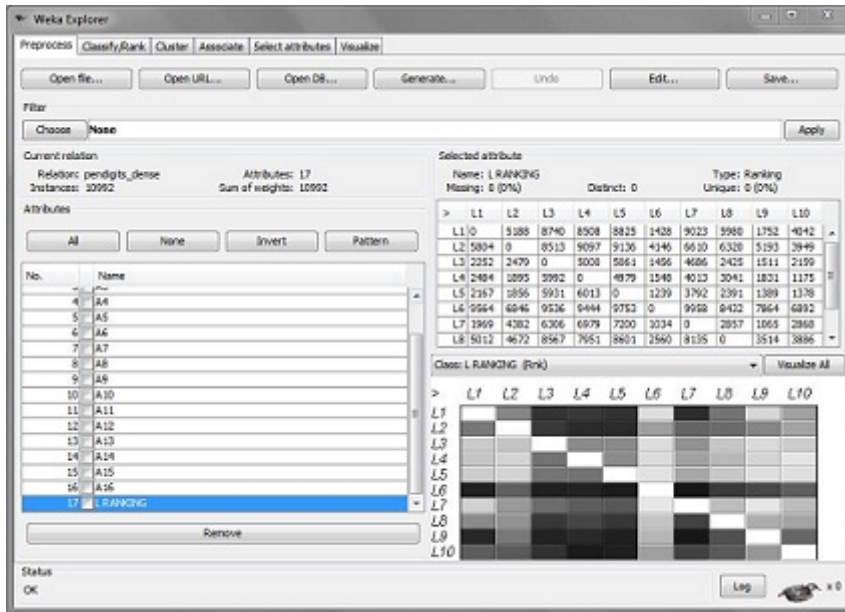 Weka Explorer
Preprocess Classify/Rank Cluster Associate Select attributes Visualize
Open file... Open URL... Open DB... Generate... Undo Edit... Save...
Filter
Choose None Apply
Current relation
Relation: pendigits_dense Attributes: 17
Instances: 10992 Sum of weights: 10992
Attributes
All None Invert Pattern
No. Name
4 A4
5 A5
6 A6
7 A7
8 A8
9 A9
10 A10
11 A11
12 A12
13 A13
14 A14
15 A15
16 A16
17 L RANKING
Remove
Selected attribute
Name: L RANKING Type: Ranking
Missing: 0 (0%) Distinct: 0 Unique: 0 (0%)
> L1 L2 L3 L4 L5 L6 L7 L8 L9 L10
L1 0 5188 8740 8508 8825 1428 9023 5980 1752 4042
L2 5804 0 8513 9097 9136 4146 6610 6320 5193 3949
L3 2252 2479 0 5000 5061 1456 4686 2425 1511 2159
L4 2484 1895 5992 0 4979 1548 4013 3041 1831 1175
L5 2167 1856 5931 6013 0 1239 3792 2391 1389 1378
L6 9564 6846 9536 9444 9753 0 9958 8432 7864 6892
L7 1969 4382 6306 6979 7200 1034 0 2857 1065 2868
L8 5012 4672 8567 7951 8601 2560 8135 0 3514 3886
Class: L RANKING (Rnk) Visualize All
> L1 L2 L3 L4 L5 L6 L7 L8 L9 L10
L1
L2
L3
L4
L5
L6
L7
L8
L9
L10
Status
OK
Log x 0